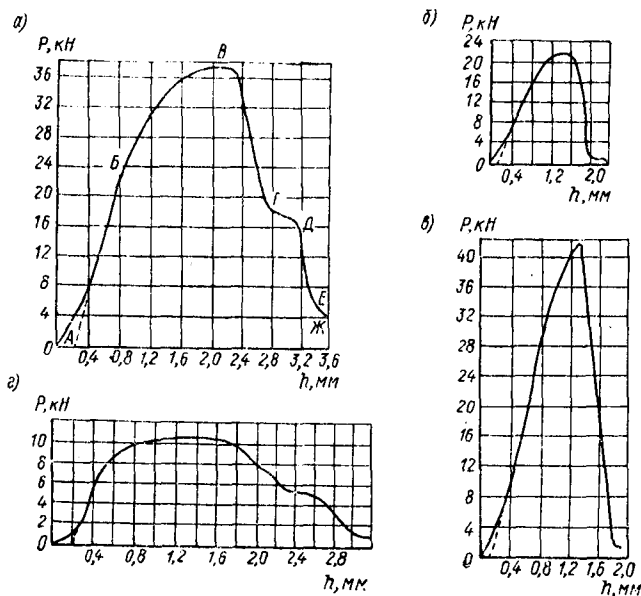 а)
P, кН
В
36
32
28
24
Б
20
Г
16
Д
12
8
Е
4
А
Ж
0
0,4 0,8 1,2 1,6 2,0 2,4 2,8 3,2 3,6
h, мм
б)
P, кН
24
20
16
12
8
4
0
0,4 1,2 2,0
h, мм
в)
P, кН
40
36
32
28
24
20
16
12
8
4
0
0,4 0,8 1,2 1,6 2,0
h, мм
г)
P, кН
10
8
6
4
2
0
0,4 0,8 1,2 1,6 2,0 2,4 2,8
h, мм